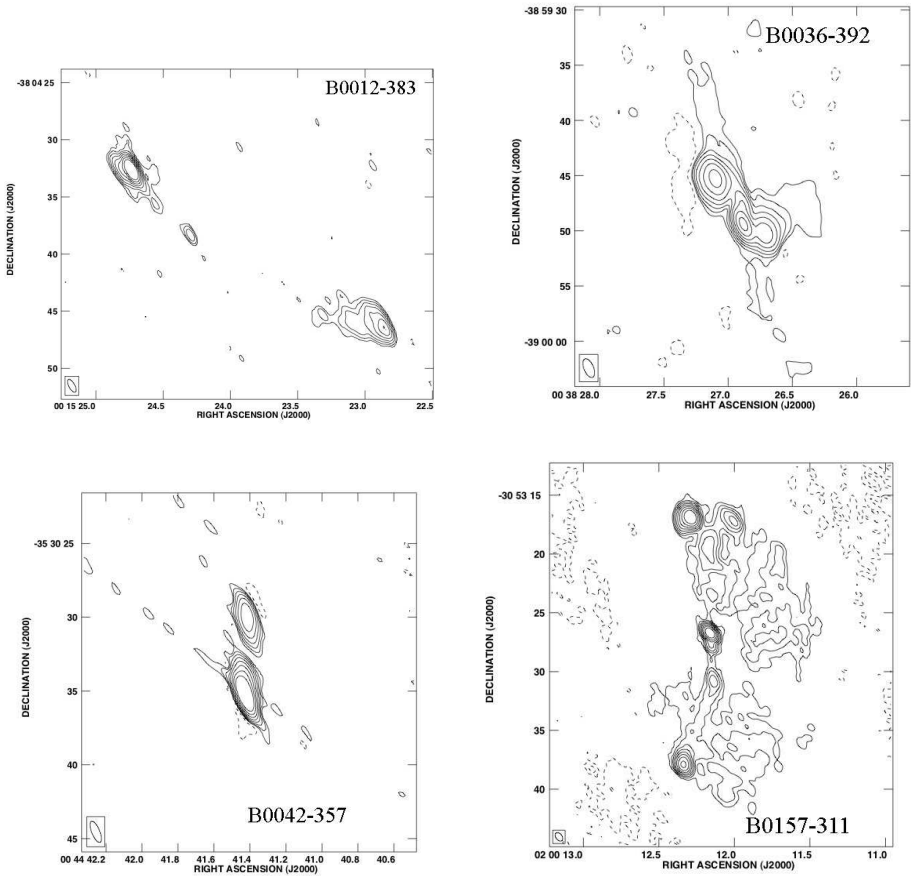 B0012-383
-38 04 25
30
35
40
45
50
DECLINATION (J2000)
00 15 25.0 24.5 24.0 23.5 23.0 22.5
RIGHT ASCENSION (J2000)
B0036-392
-38 59 30
35
40
45
50
55
-39 00 00
DECLINATION (J2000)
00 38 28.0 27.5 27.0 26.5 26.0
RIGHT ASCENSION (J2000)
-35 30 25
30
35
40
45
DECLINATION (J2000)
B0042-357
00 44 42.2 42.0 41.8 41.6 41.4 41.2 41.0 40.8 40.6
RIGHT ASCENSION (J2000)
-30 53 15
20
25
30
35
40
DECLINATION (J2000)
B0157-311
02 00 13.0 12.5 12.0 11.5 11.0
RIGHT ASCENSION (J2000)